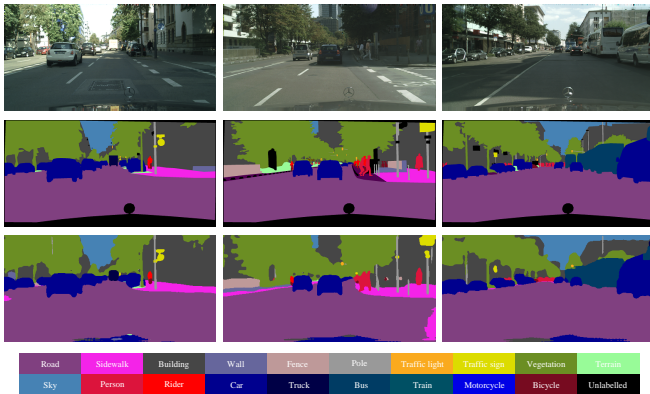 Road Sidewalk Building Wall Fence Pole Traffic light Traffic sign Vegetation Terrain
Sky Person Rider Car Truck Bus Train Motorcycle Bicycle Unlabelled